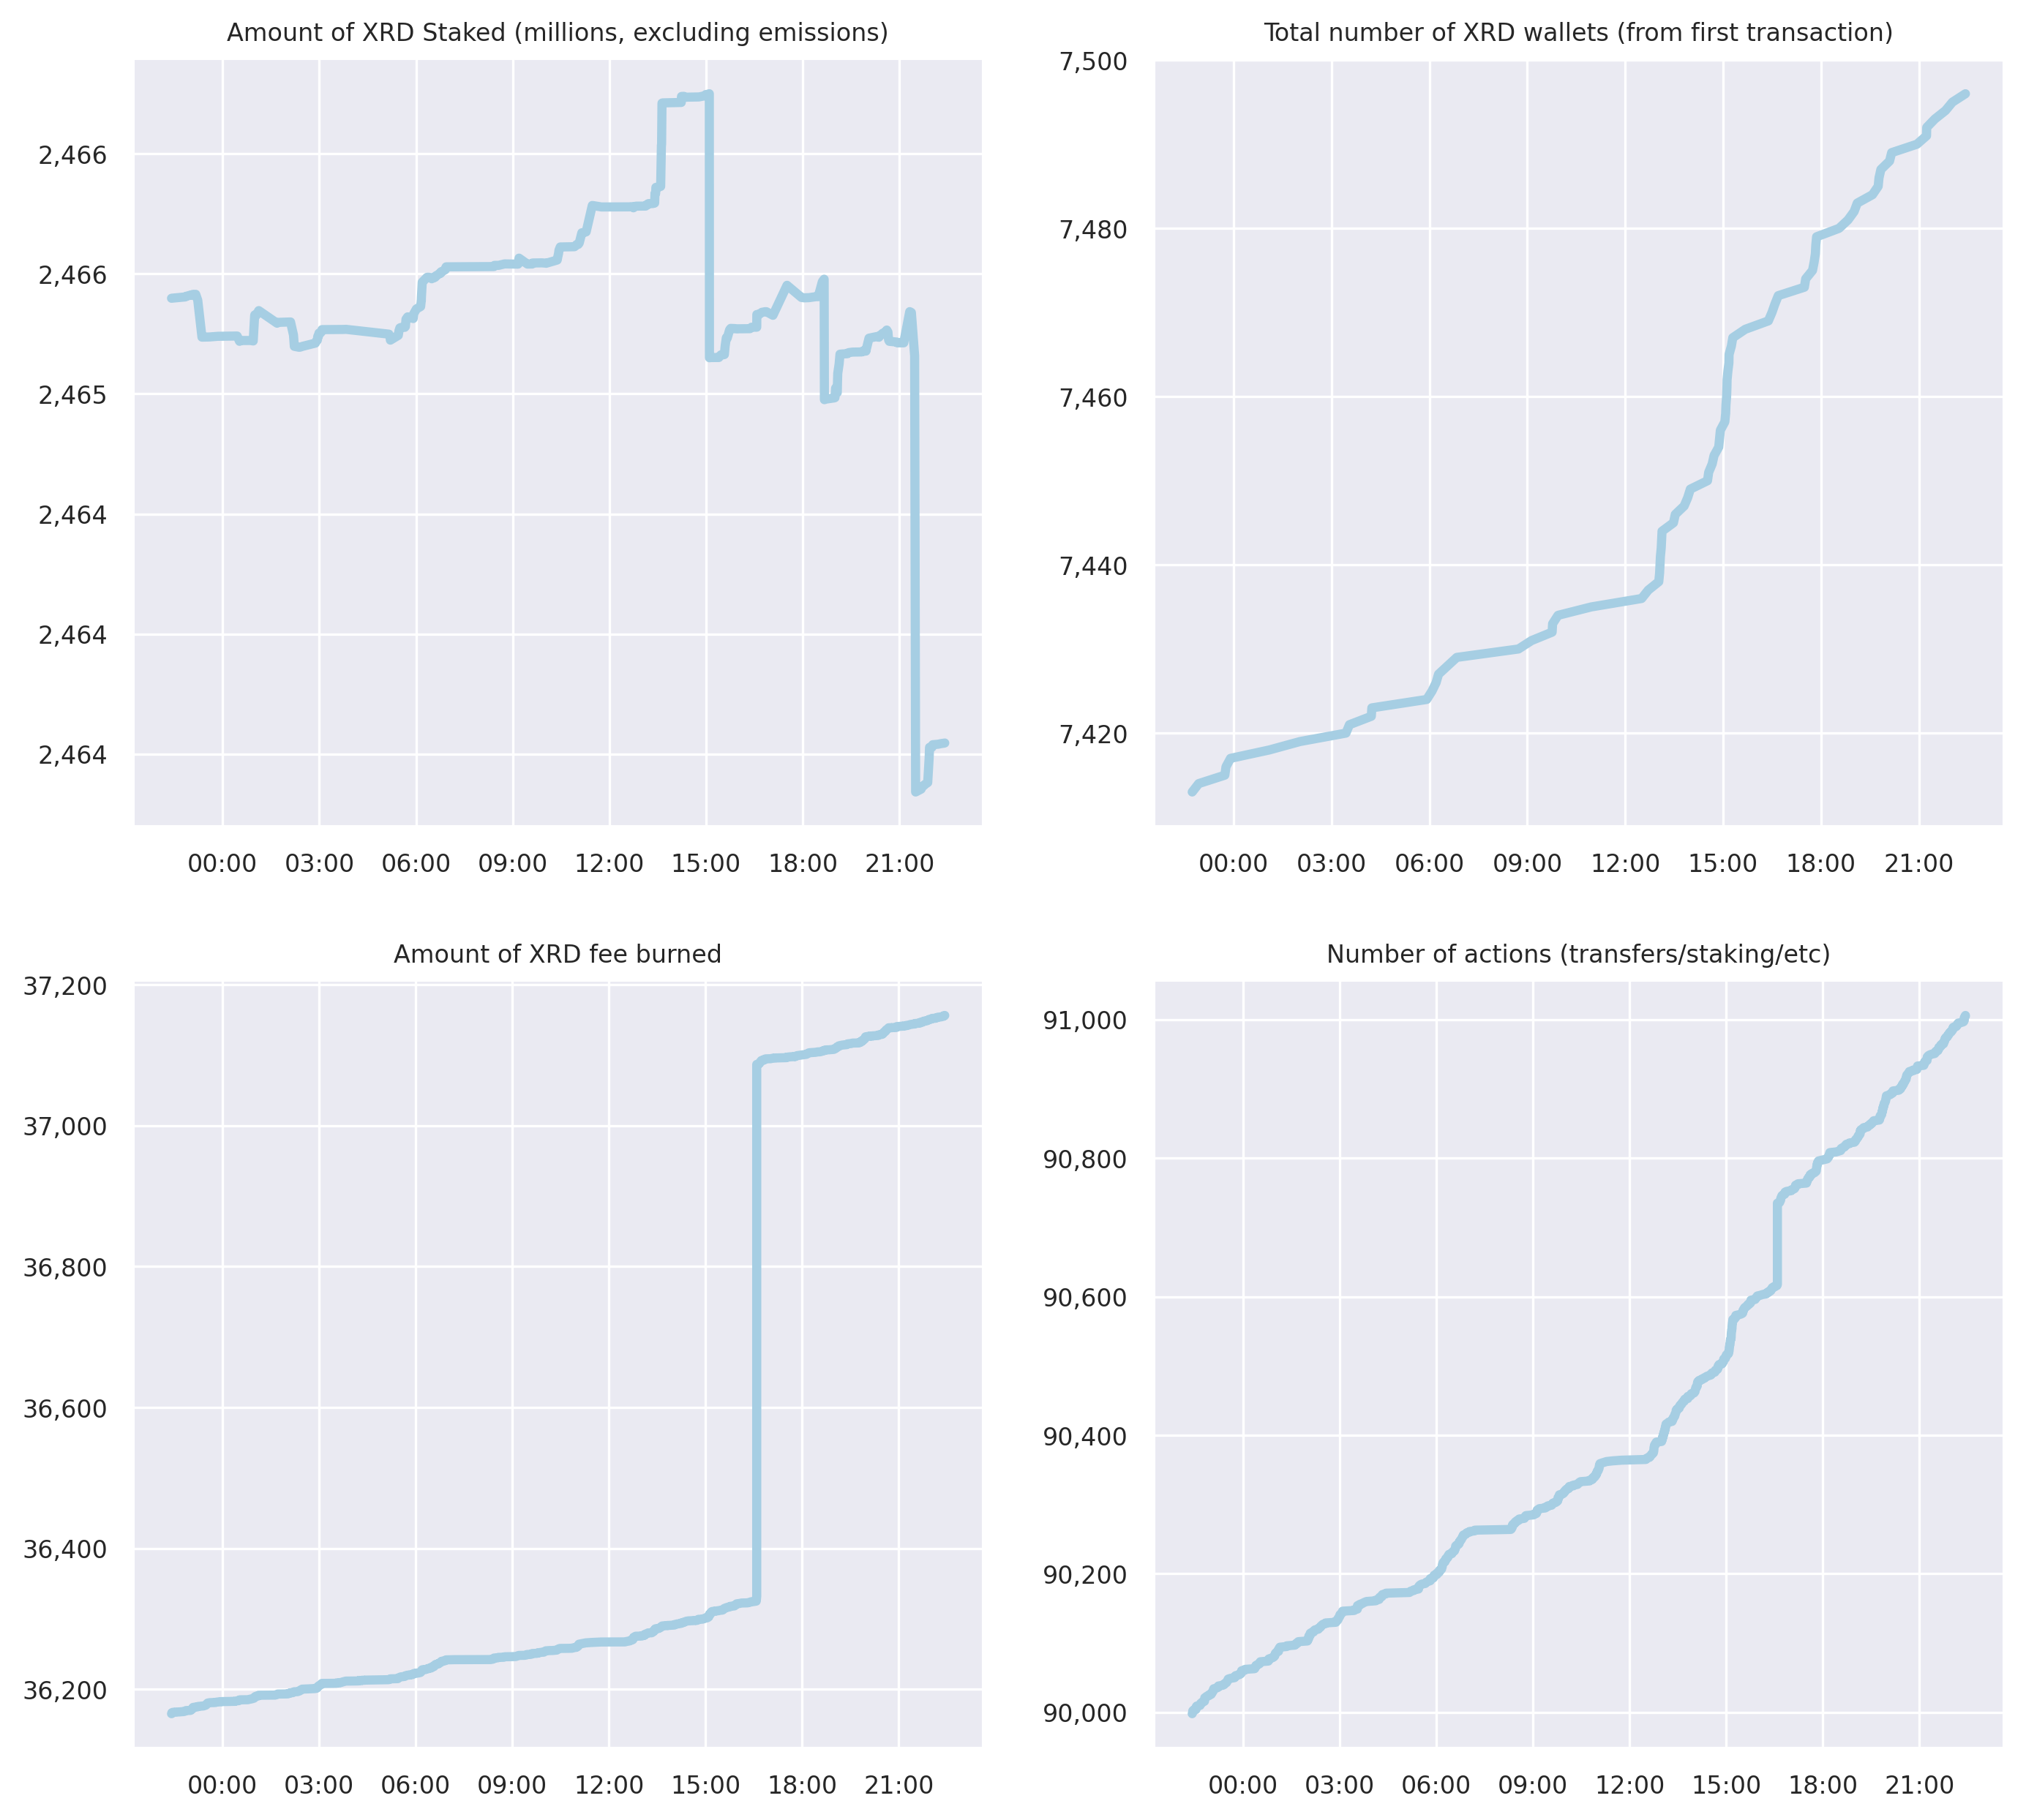 Amount of XRD Staked (millions, excluding emissions)
2,466
2,466
2,465
2,464
2,464
2,464
00:00 03:00 06:00 09:00 12:00 15:00 18:00 21:00
Total number of XRD wallets (from first transaction)
7,500
7,480
7,460
7,440
7,420
00:00 03:00 06:00 09:00 12:00 15:00 18:00 21:00
Amount of XRD fee burned
37,200
37,000
36,800
36,600
36,400
36,200
00:00 03:00 06:00 09:00 12:00 15:00 18:00 21:00
Number of actions (transfers/staking/etc)
91,000
90,800
90,600
90,400
90,200
90,000
00:00 03:00 06:00 09:00 12:00 15:00 18:00 21:00